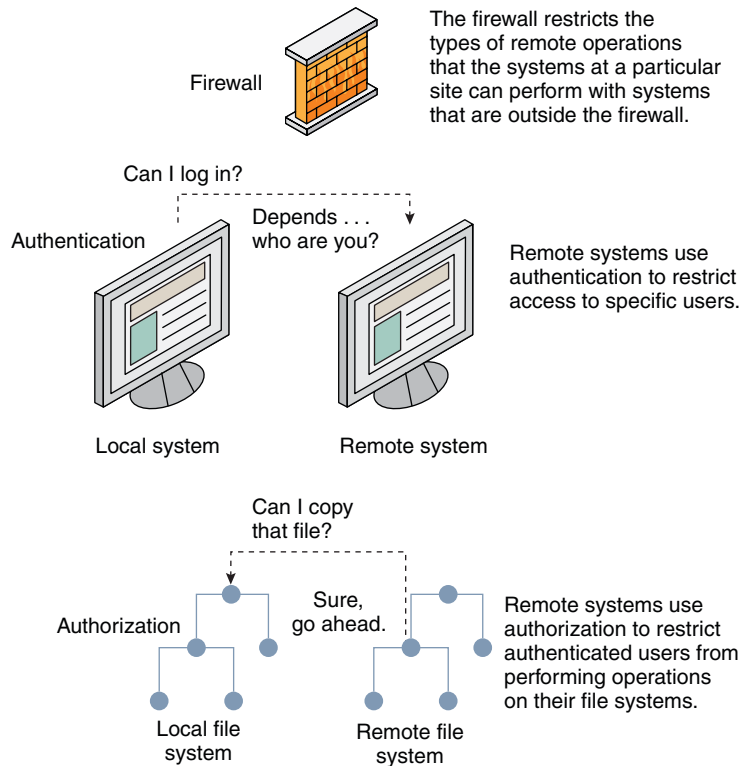 Firewall
The firewall restricts the
types of remote operations
that the systems at a particular
site can perform with systems
that are outside the firewall.
Can I log in?
Authentication
Depends . . .
who are you?
Remote systems use
authentication to restrict
access to specific users.
Local system
Remote system
Can I copy
that file?
Authorization
Sure,
go ahead.
Remote systems use
authorization to restrict
authenticated users from
performing operations
on their file systems.
Local file
system
Remote file
system